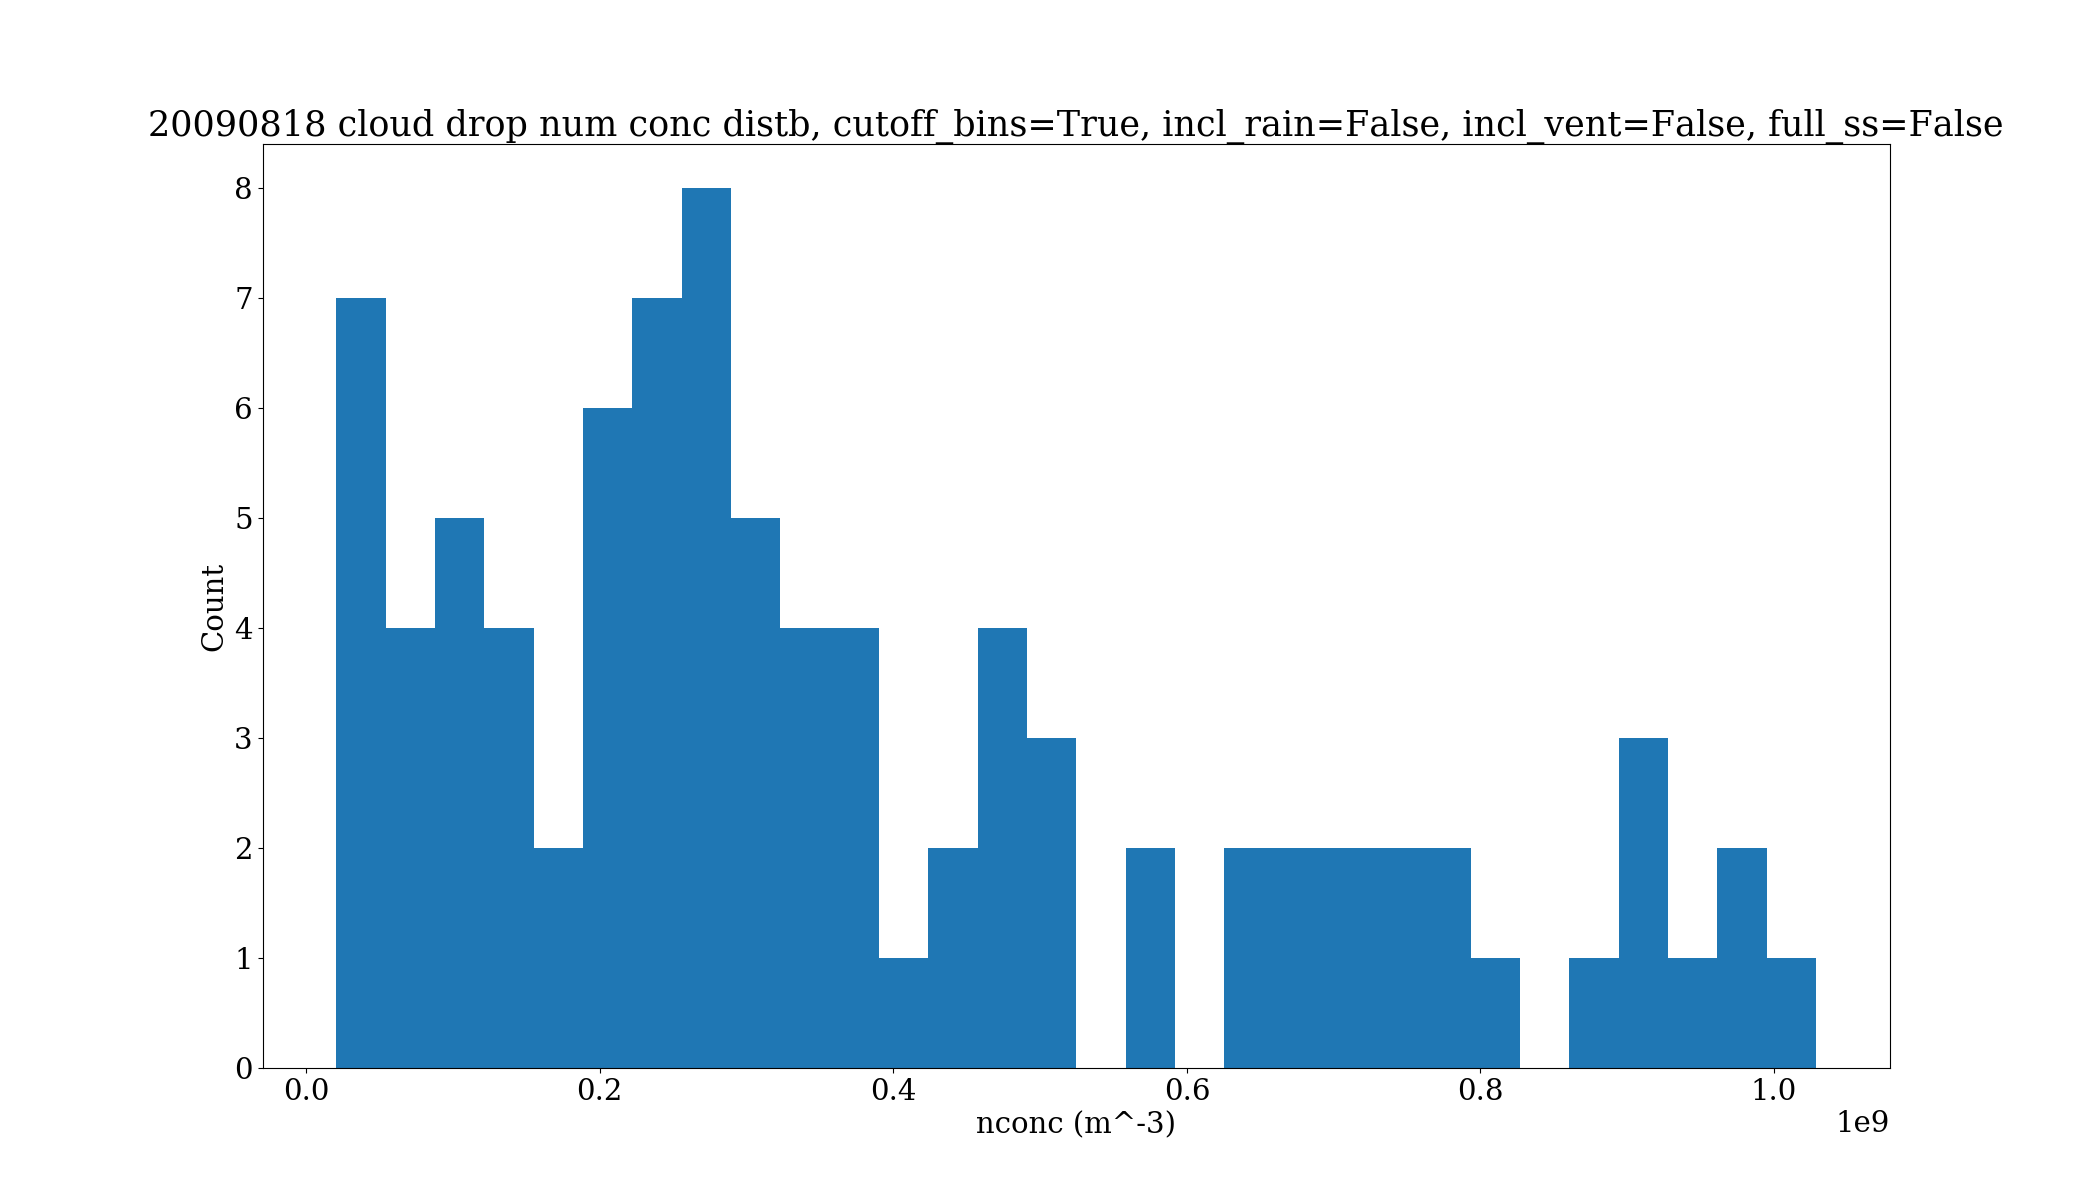 20090818 cloud drop num conc distb, cutoff_bins=True, incl_rain=False, incl_vent=False, full_ss=False
8
7
6
5
4
3
2
1
0
Count
0.0 0.2 0.4 0.6 0.8 1.0
nconc (m^-3)
1e9